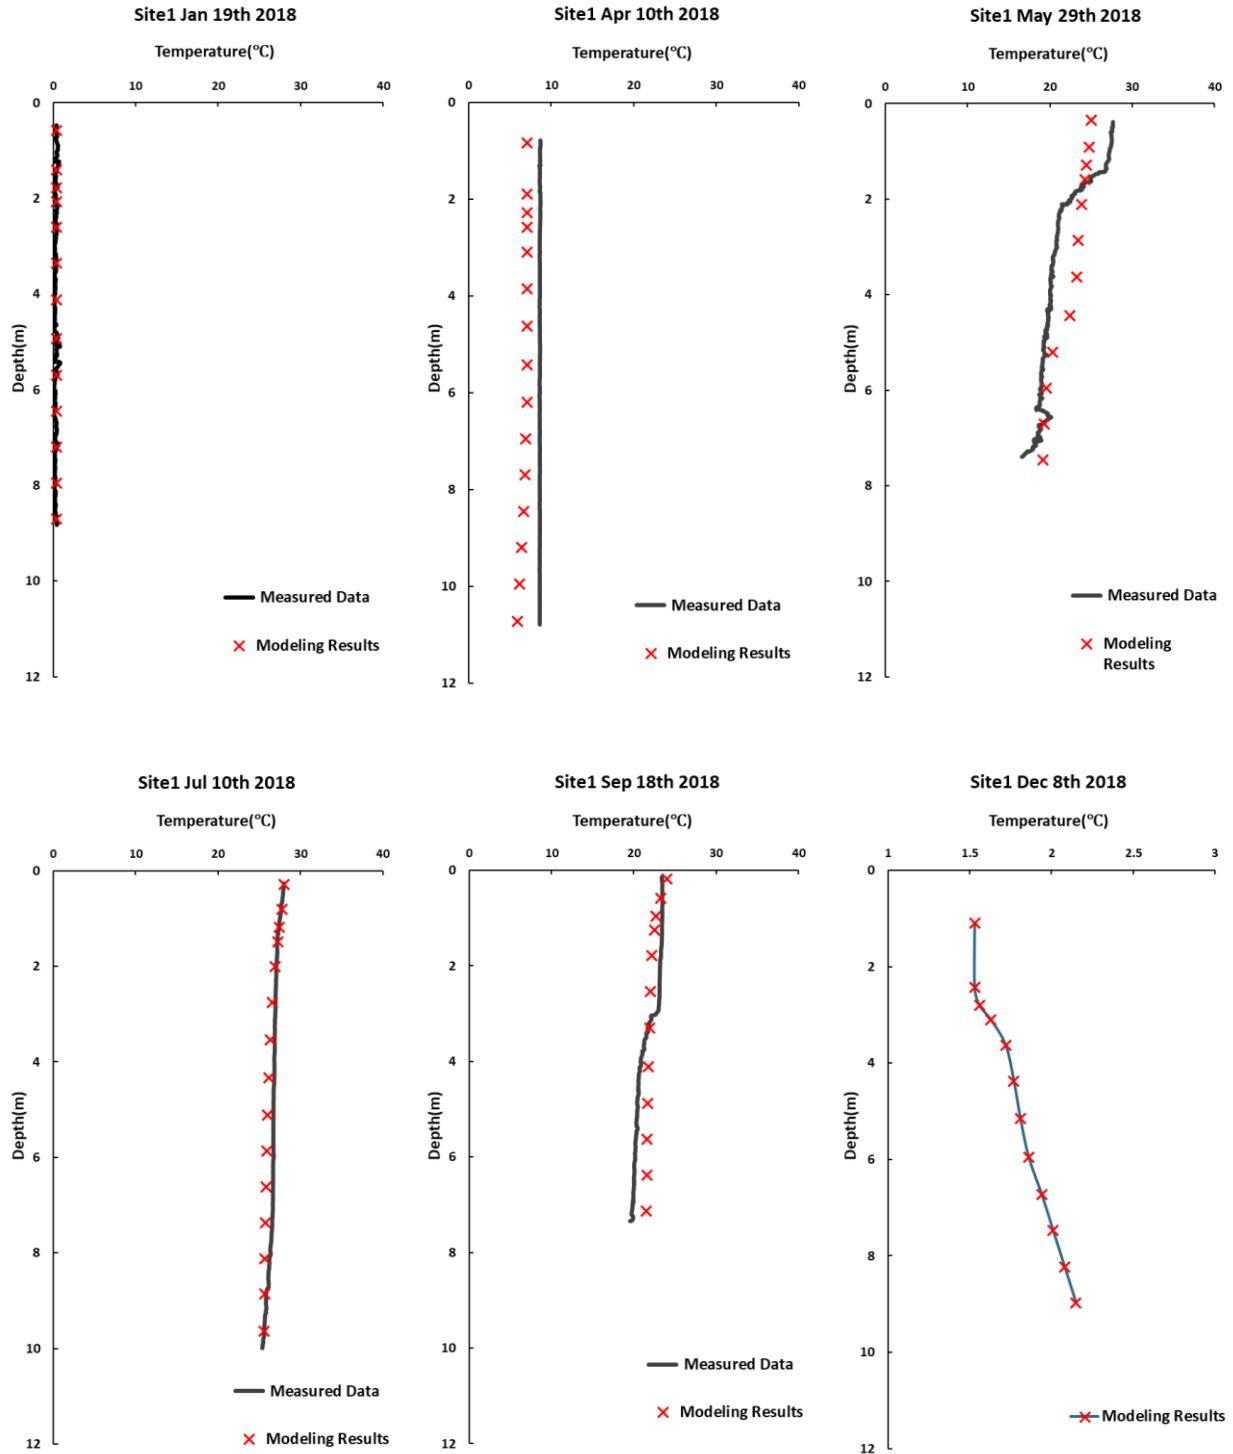 Site1 Jan 19th 2018
Temperature(℃)
0 10 20 30 40
0
2
4
6
8
10
12
Depth(m)
Measured Data
Modeling Results
Site1 Apr 10th 2018
Temperature(℃)
0 10 20 30 40
0
2
4
6
8
10
12
Depth(m)
Measured Data
Modeling Results
Site1 May 29th 2018
Temperature(℃)
0 10 20 30 40
0
2
4
6
8
10
12
Depth(m)
Measured Data
Modeling
Results
Site1 Jul 10th 2018
Temperature(℃)
0 10 20 30 40
0
2
4
6
8
10
12
Depth(m)
Measured Data
Modeling Results
Site1 Sep 18th 2018
Temperature(℃)
0 10 20 30 40
0
2
4
6
8
10
12
Depth(m)
Measured Data
Modeling Results
Site1 Dec 8th 2018
Temperature(℃)
1 1.5 2 2.5 3
0
2
4
6
8
10
12
Depth(m)
Modeling Results